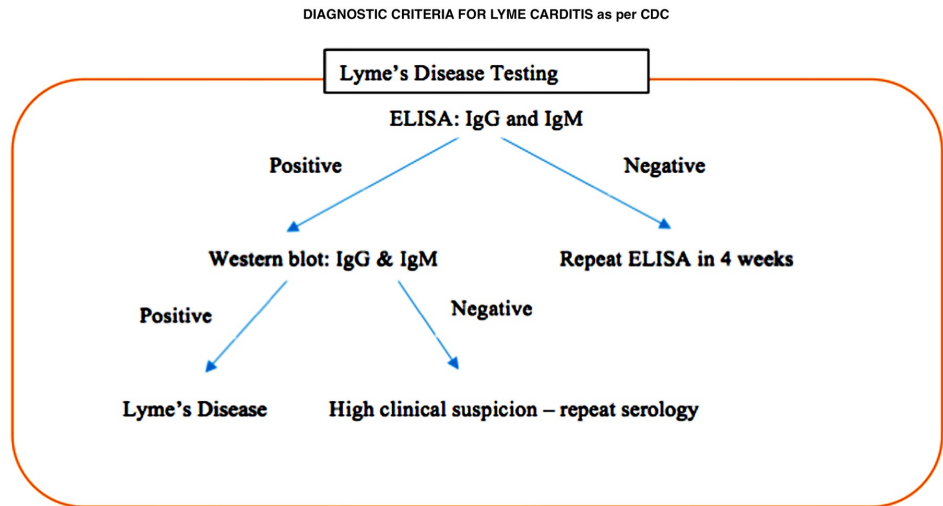 DIAGNOSTIC CRITERIA FOR LYME CARDITIS as per CDC
Lyme's Disease Testing
ELISA: IgG and IgM
Positive
Negative
Western blot: IgG & IgM
Repeat ELISA in 4 weeks
Positive
Negative
Lyme's Disease
High clinical suspicion – repeat serology